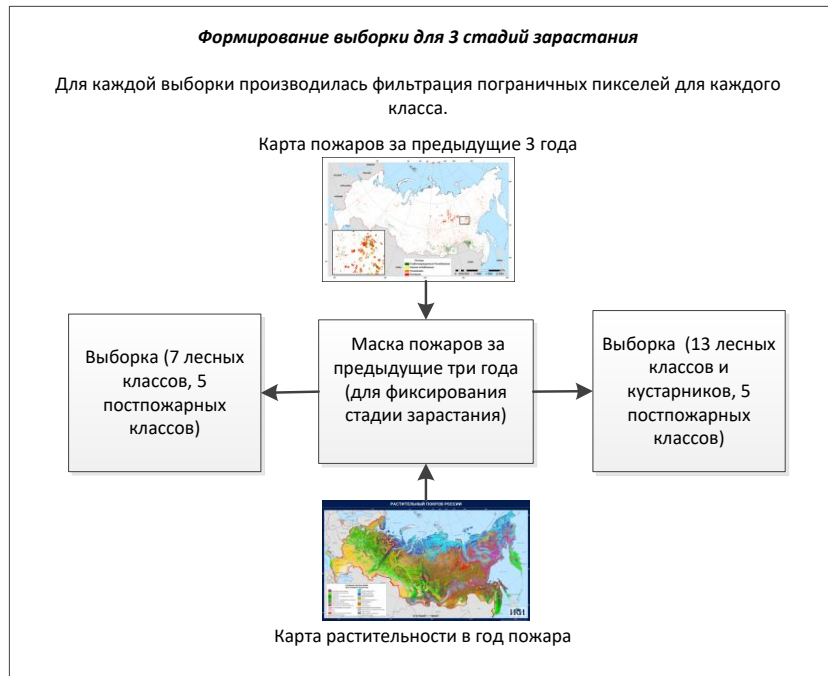 Формирование выборки для 3 стадий зарастания
Для каждой выборки производилась фильтрация пограничных пикселей для каждого
класса.
Карта пожаров за предыдущие 3 года
Выборка (7 лесных
классов, 5
постпожарных
классов)
Маска пожаров за
предыдущие три года
(для фиксирования
стадии зарастания)
Выборка (13 лесных
классов и
кустарников, 5
постпожарных
классов)
РАСТИТЕЛЬНЫЙ ПОКРОВ РОССИИ
Карта растительности в год пожара